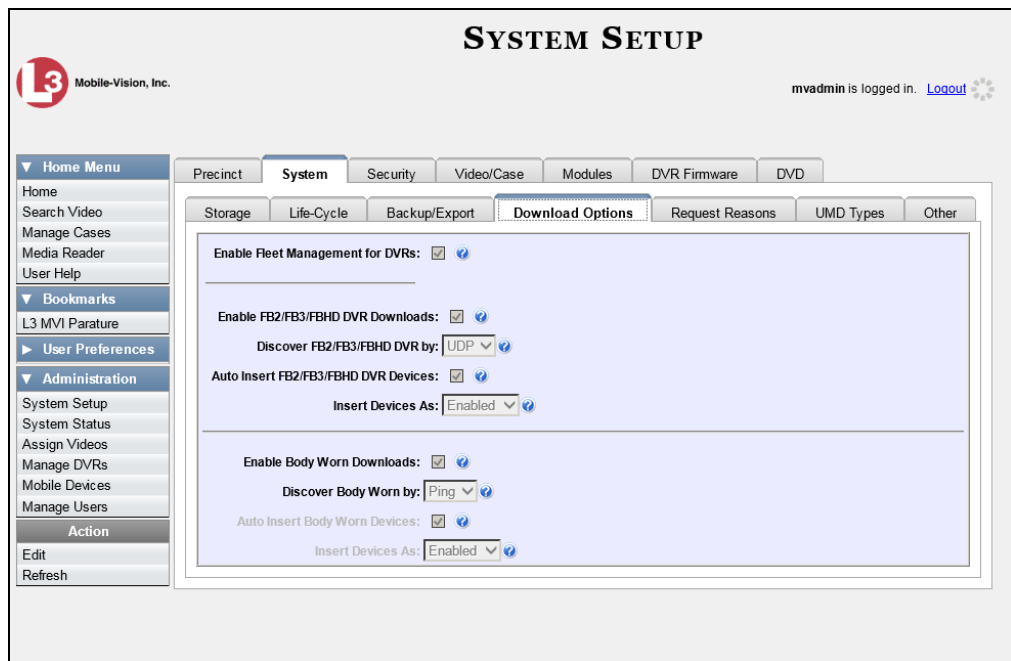 SYSTEM SETUP
L3 Mobile-Vision, Inc.
mvadmin is logged in. Logout
Home Menu
Home
Search Video
Manage Cases
Media Reader
User Help
Bookmarks
L3 MVI Parature
User Preferences
Administration
System Setup
System Status
Assign Videos
Manage DVRs
Mobile Devices
Manage Users
Action
Edit
Refresh
Precinct System Security Video/Case Modules DVR Firmware DVD
Storage Life-Cycle Backup/Export Download Options Request Reasons UMD Types Other
Enable Fleet Management for DVRs: ?
Enable FB2/FB3/FBHD DVR Downloads: ?
Discover FB2/FB3/FBHD DVR by: UDP ?
Auto Insert FB2/FB3/FBHD DVR Devices: ?
Insert Devices As: Enabled ?
Enable Body Worn Downloads: ?
Discover Body Worn by: Ping ?
Auto Insert Body Worn Devices: ?
Insert Devices As: Enabled ?